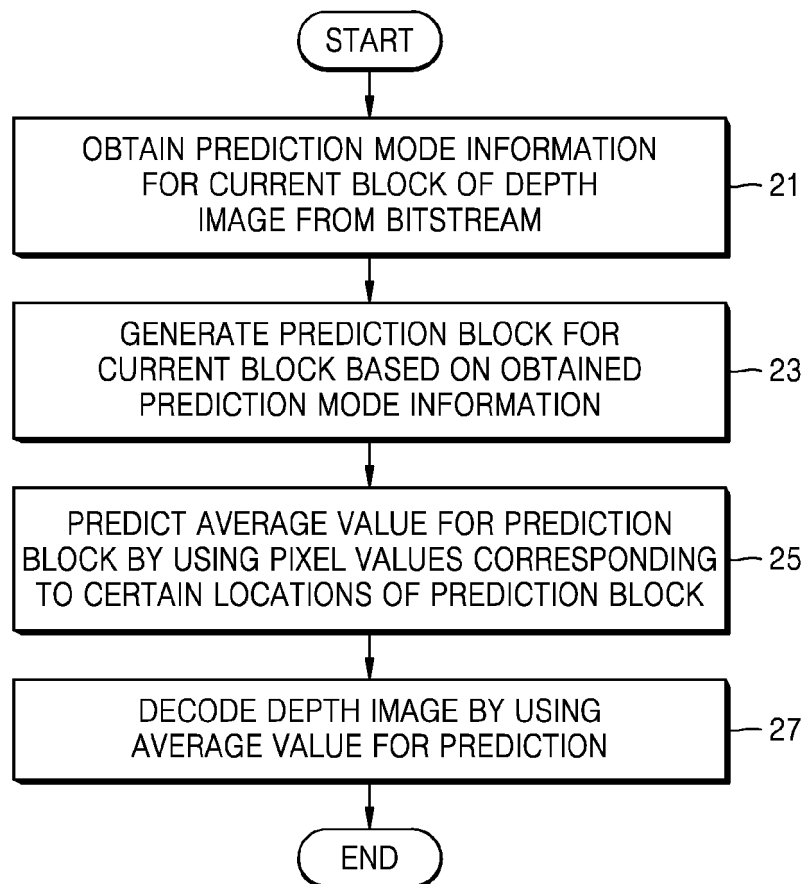 START
OBTAIN PREDICTION MODE INFORMATION
FOR CURRENT BLOCK OF DEPTH
IMAGE FROM BITSTREAM
21
GENERATE PREDICTION BLOCK FOR
CURRENT BLOCK BASED ON OBTAINED
PREDICTION MODE INFORMATION
23
PREDICT AVERAGE VALUE FOR PREDICTION
BLOCK BY USING PIXEL VALUES CORRESPONDING
TO CERTAIN LOCATIONS OF PREDICTION BLOCK
25
DECODE DEPTH IMAGE BY USING
AVERAGE VALUE FOR PREDICTION
27
END